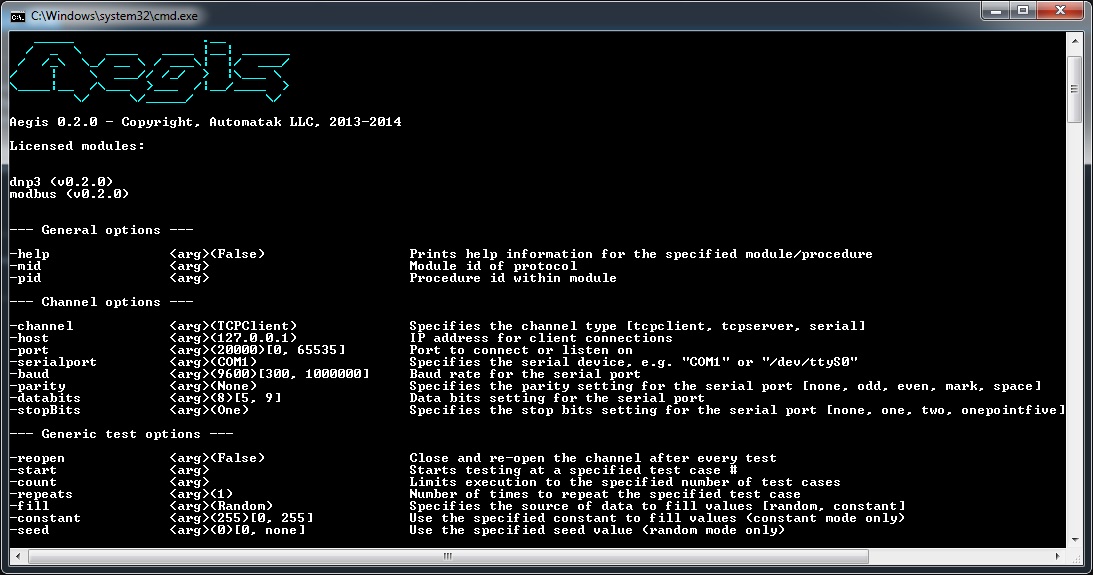 C:\Windows\system32\cmd.exe
Aegis
Aegis 0.2.0 - Copyright, Automatak LLC, 2013-2014
Licensed modules:
dnp3 (v0.2.0)
modbus (v0.2.0)
--- General options ---
-help <arg>(False) Prints help information for the specified module/procedure
-mid <arg> Module id of protocol
-pid <arg> Procedure id within module
--- Channel options ---
-channel <arg>(TCPClient) Specifies the channel type [tcpclient, tcpserver, serial]
-host <arg>(127.0.0.1) IP address for client connections
-port <arg>(20000)[0, 65535] Port to connect or listen on
-serialport <arg>(COM1) Specifies the serial device, e.g. "COM1" or "/dev/ttyS0"
-baud <arg>(9600)[300, 1000000] Baud rate for the serial port
-parity <arg>(None) Specifies the parity setting for the serial port [none, odd, even, mark, space]
-databits <arg>(8)[5, 9] Data bits setting for the serial port
-stopBits <arg>(One) Specifies the stop bits setting for the serial port [none, one, two, onepointfive]
--- Generic test options ---
-reopen <arg>(False) Close and re-open the channel after every test
-start <arg> Starts testing at a specified test case #
-count <arg> Limits execution to the specified number of test cases
-repeats <arg>(1) Number of times to repeat the specified test case
-fill <arg>(Random) Specifies the source of data to fill values [random, constant]
-constant <arg>(255)[0, 255] Use the specified constant to fill values (constant mode only)
-seed <arg>(0)[0, none] Use the specified seed value (random mode only)